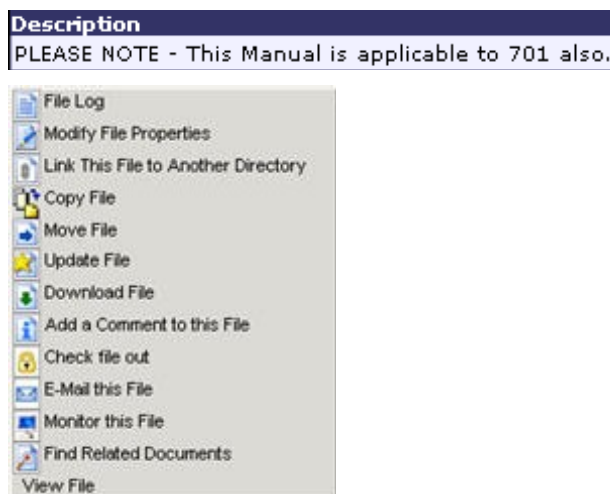 Description
PLEASE NOTE - This Manual is applicable to 701 also.
File Log
Modify File Properties
Link This File to Another Directory
Copy File
Move File
Update File
Download File
Add a Comment to this File
Check file out
E-Mail this File
Monitor this File
Find Related Documents
View File